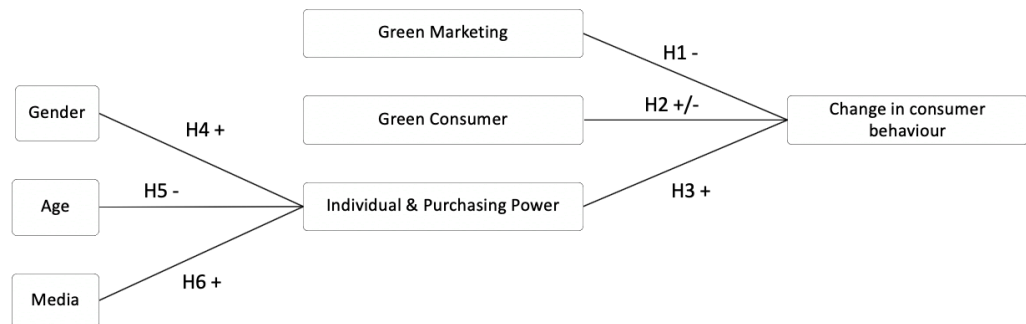 Green Marketing
H1 -
Gender
H4 +
Green Consumer
H2 +/-
Change in consumer
behaviour
Age
H5 -
Individual & Purchasing Power
H3 +
Media
H6 +